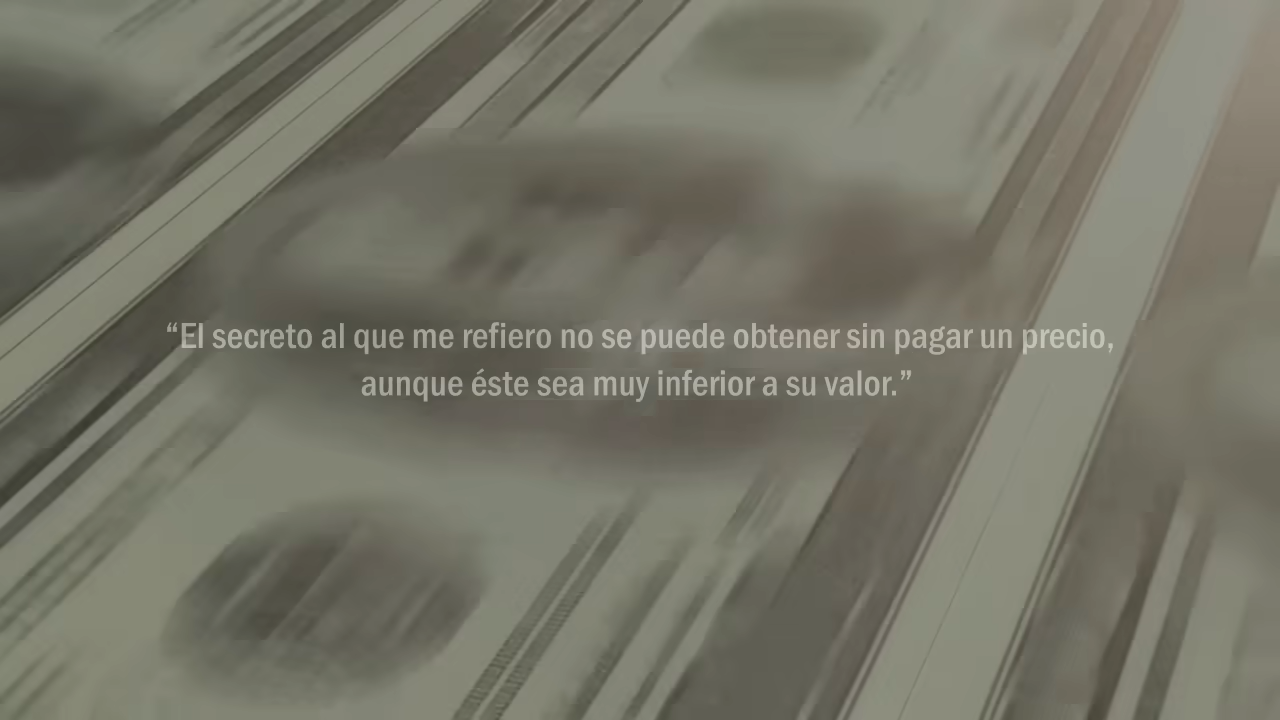 “El secreto al que me refiero no se puede obtener sin pagar un precio,
aunque éste sea muy inferior a su valor.”